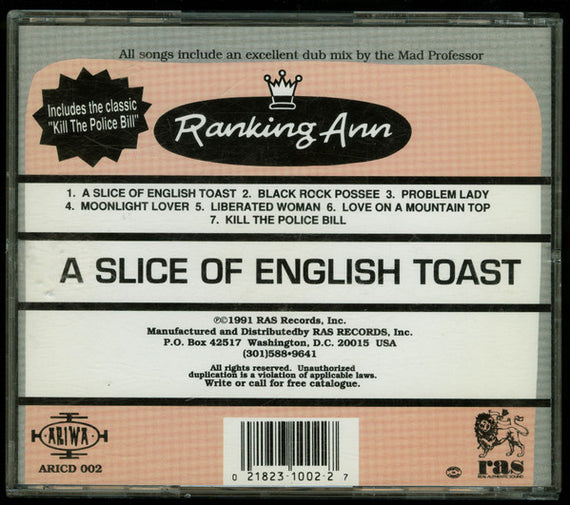 All songs include an excellent dub mix by the Mad Professor
Includes the classic
"Kill The Police Bill"
Ranking Ann
1. A SLICE OF ENGLISH TOAST 2. BLACK ROCK POSSEE 3. PROBLEM LADY
4. MOONLIGHT LOVER 5. LIBERATED WOMAN 6. LOVE ON A MOUNTAIN TOP
7. KILL THE POLICE BILL
A SLICE OF ENGLISH TOAST
℗©1991 RAS Records, Inc.
Manufactured and Distributedby RAS RECORDS, Inc.
P.O. Box 42517 Washington, D.C. 20015 USA
(301)588•9641
All rights reserved. Unauthorized
duplication is a violation of applicable laws.
Write or call for free catalogue.
ARIWA
ARICD 002
0 21823-1002-2 7
ras
REAL AUTHENTIC SOUND